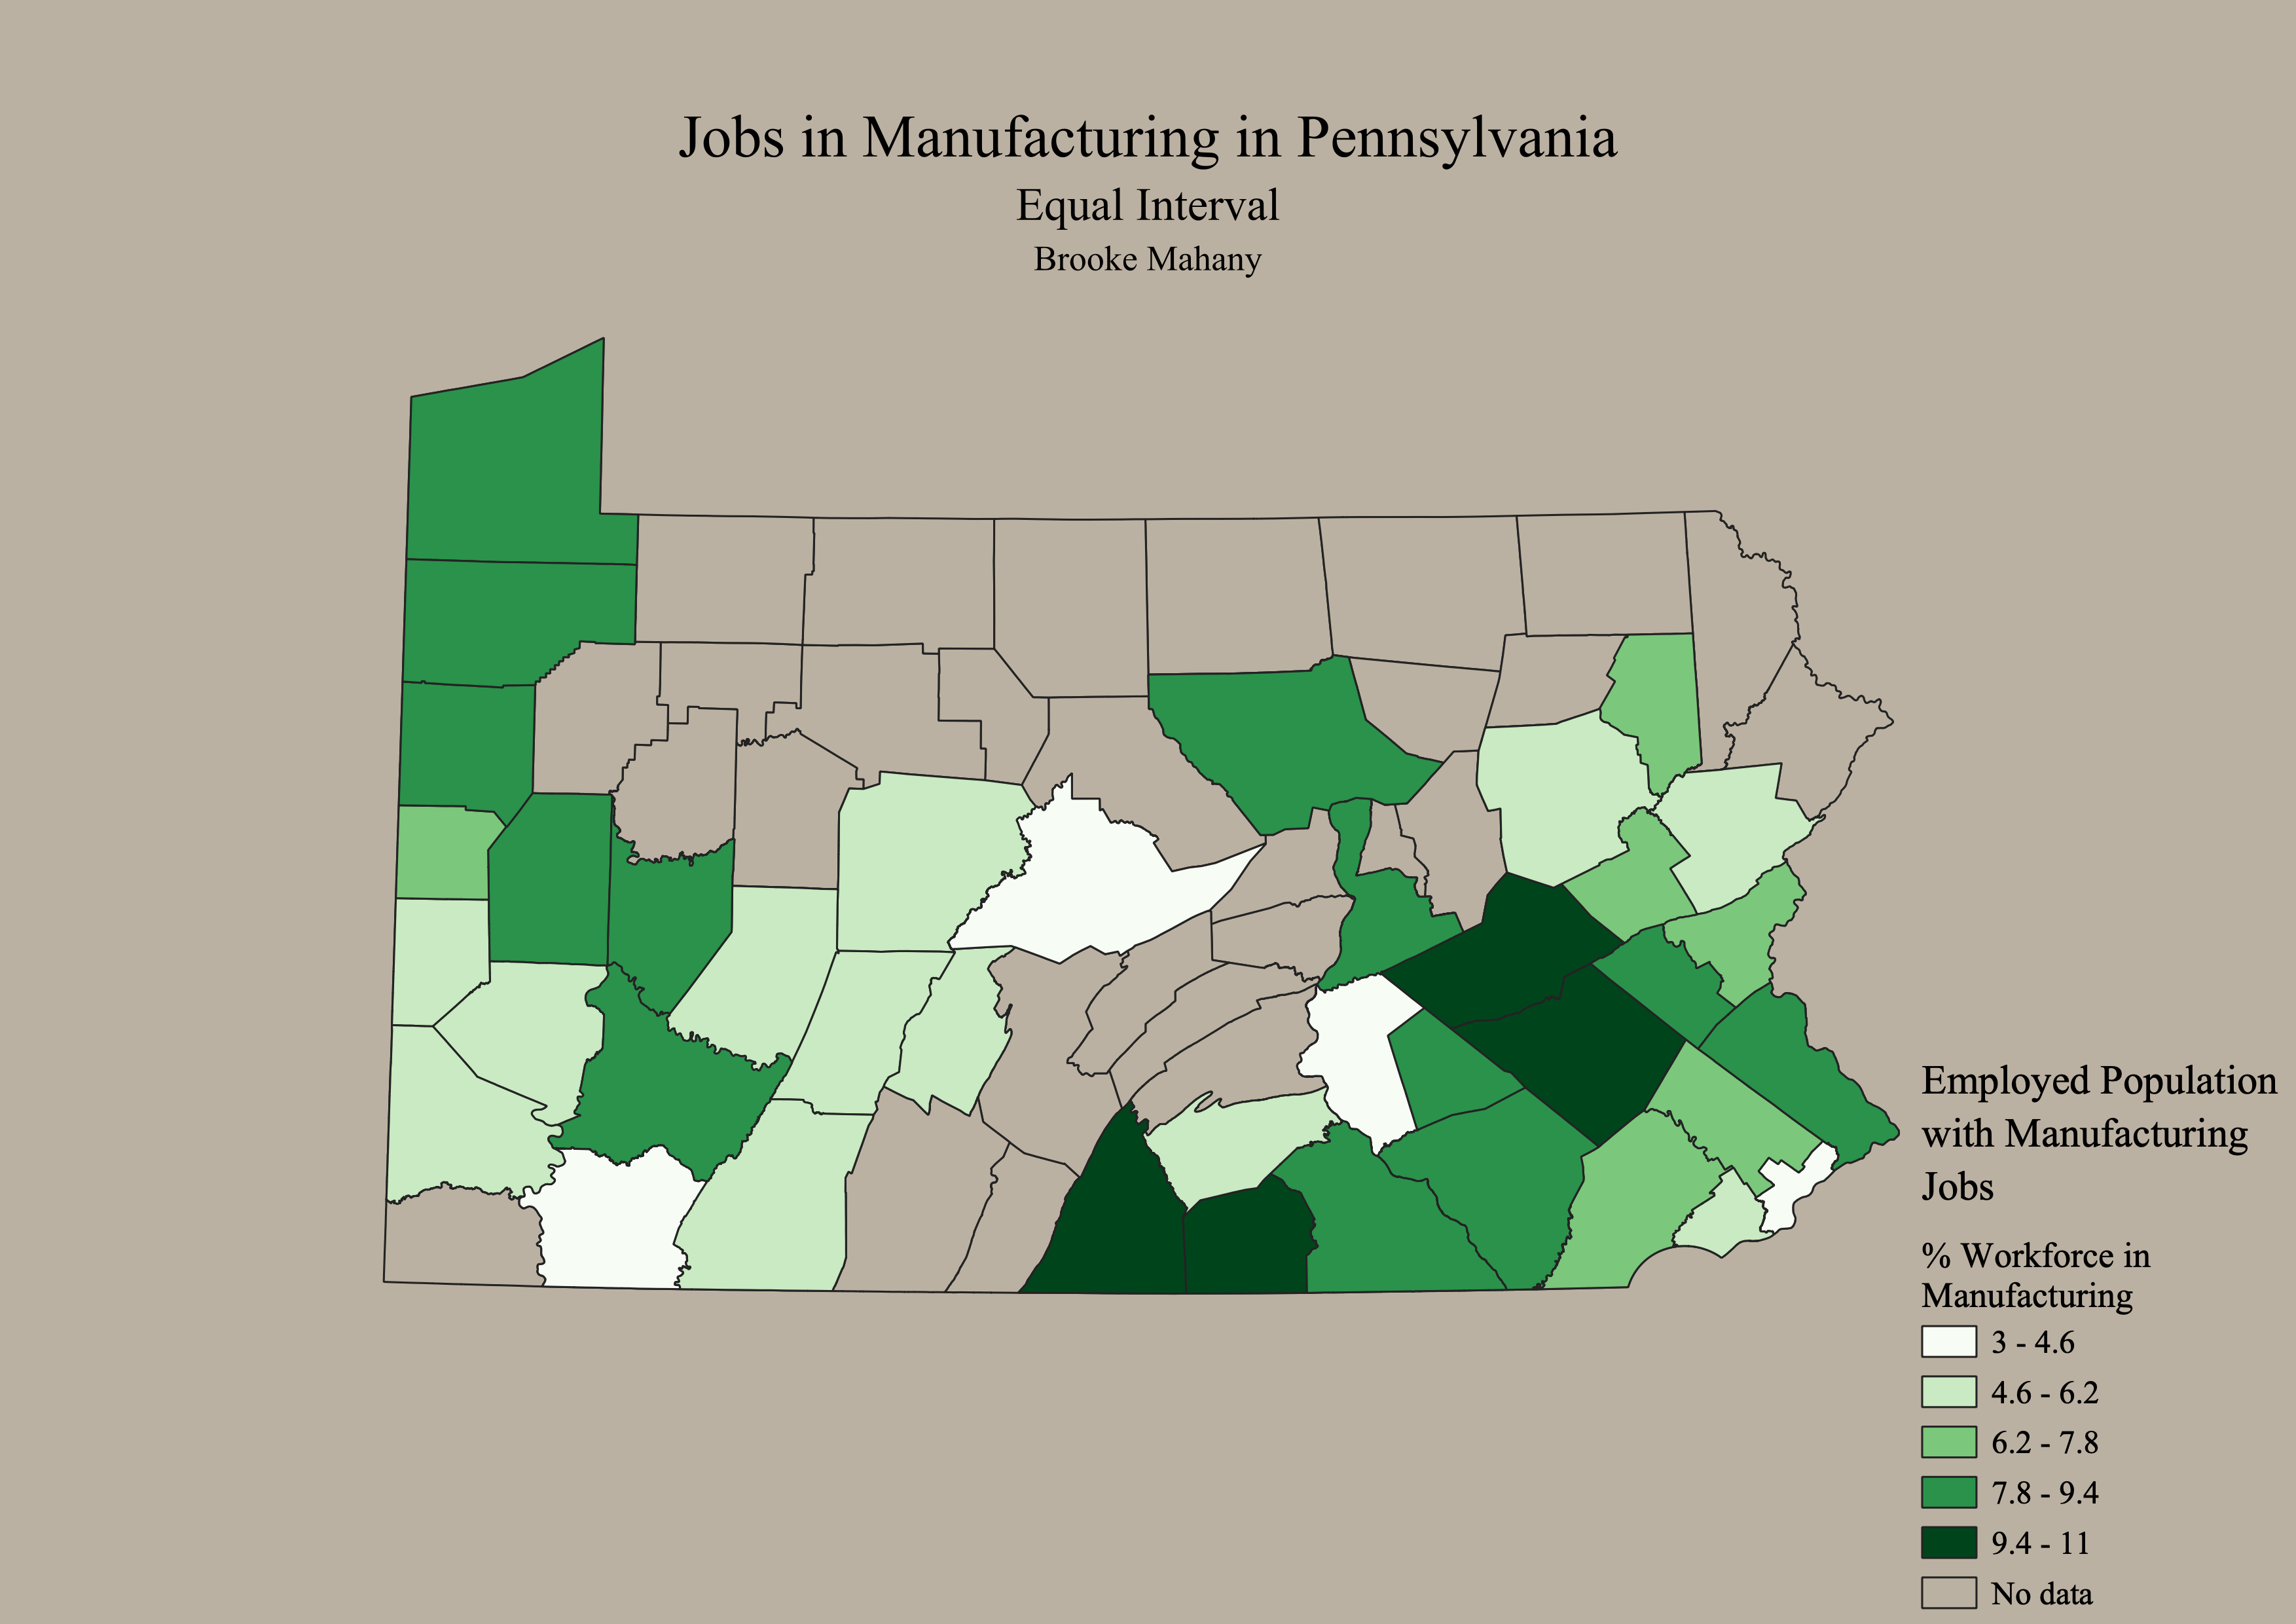 Jobs in Manufacturing in Pennsylvania
Equal Interval
Brooke Mahany
Employed Population
with Manufacturing
Jobs
% Workforce in
Manufacturing
3 - 4.6
4.6 - 6.2
6.2 - 7.8
7.8 - 9.4
9.4 - 11
No data